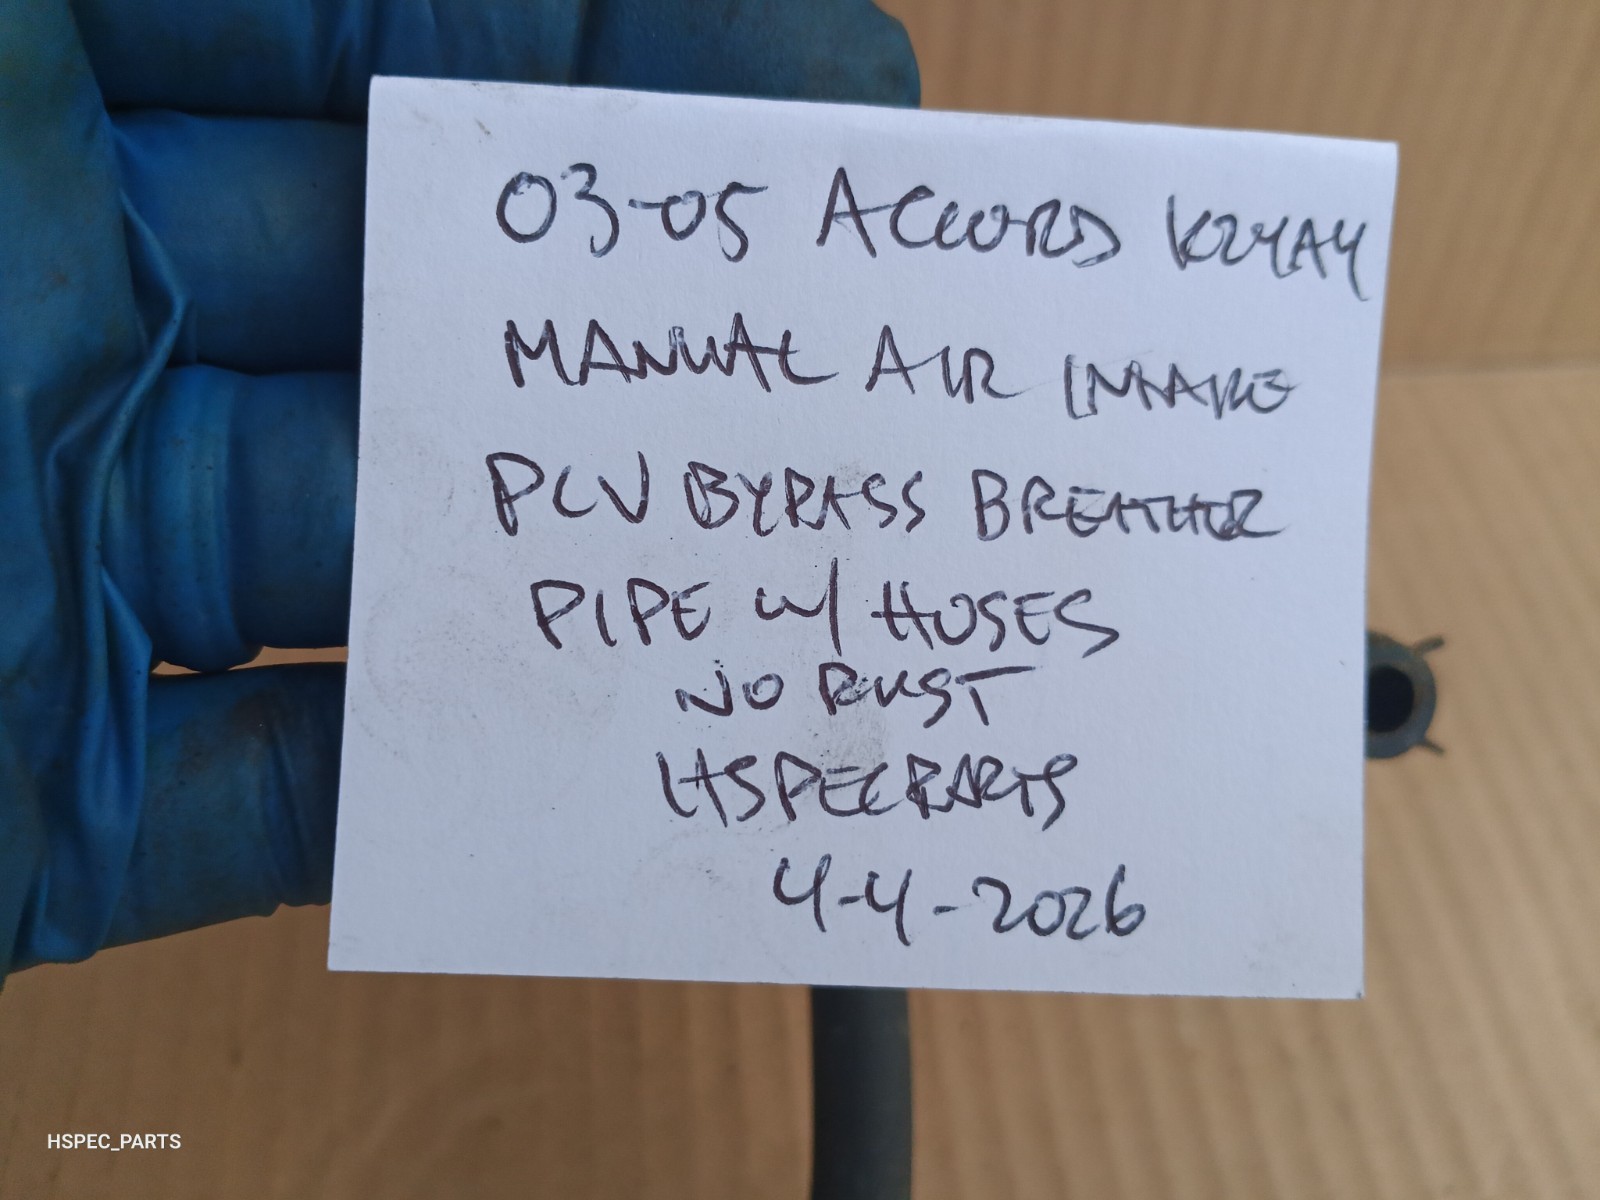 03-05 ACCORD K24A4
MANUAL AIR INTAKE
PCV BYPASS BREATHER
PIPE W/ HOSES
NO RUST
HSPECPARTS
4-4-2026
HSPEC_PARTS